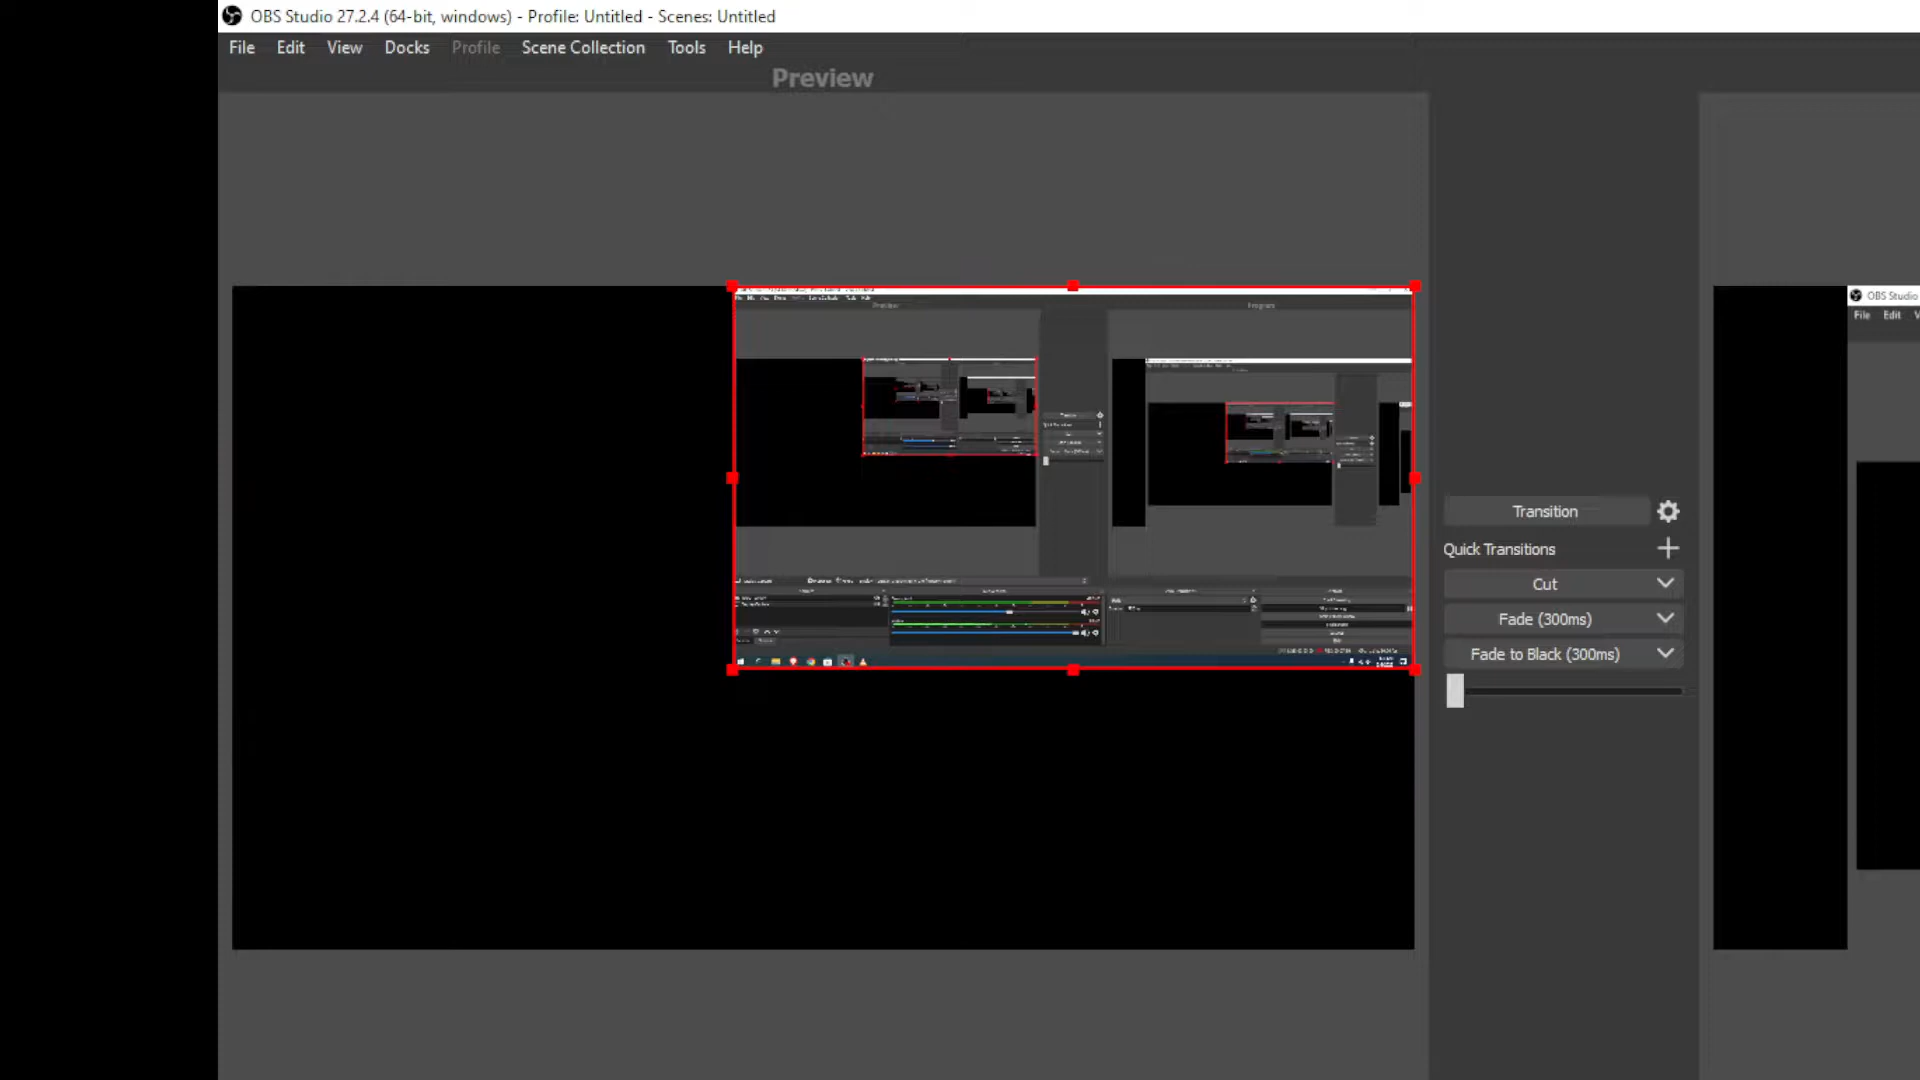 OBS Studio 27.2.4 (64-bit, windows) - Profile: Untitled - Scenes: Untitled
File Edit View Docks Profile Scene Collection Tools Help
Preview
OBS Studio
File Edit
Transition
Quick Transitions
Cut
Fade (300ms)
Fade to Black (300ms)